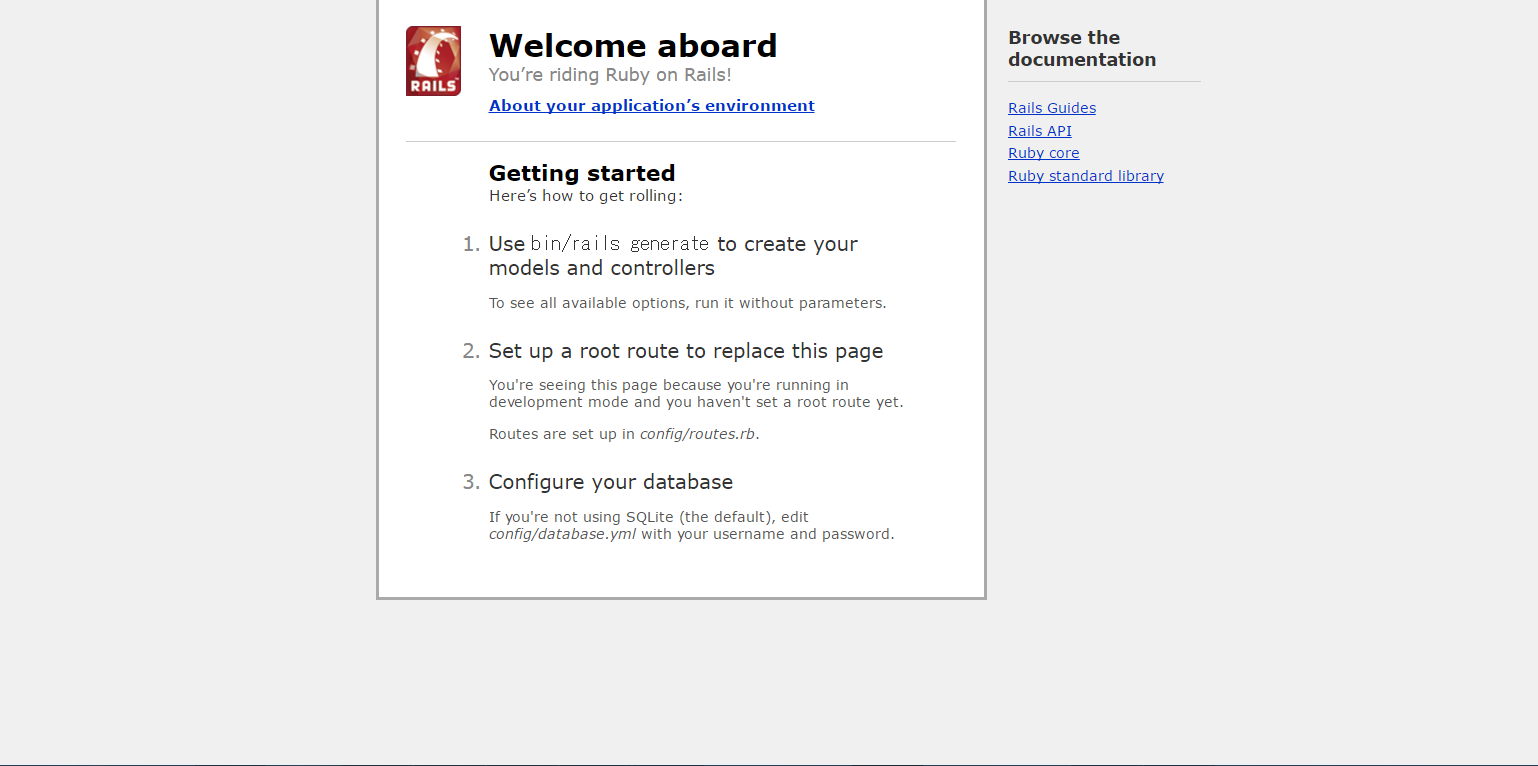 RAILS
Welcome aboard
You’re riding Ruby on Rails!
About your application’s environment
Getting started
Here’s how to get rolling:
1. Use bin/rails generate to create your
models and controllers
To see all available options, run it without parameters.
2. Set up a root route to replace this page
You're seeing this page because you're running in
development mode and you haven't set a root route yet.
Routes are set up in config/routes.rb.
3. Configure your database
If you're not using SQLite (the default), edit
config/database.yml with your username and password.
Browse the
documentation
Rails Guides
Rails API
Ruby core
Ruby standard library